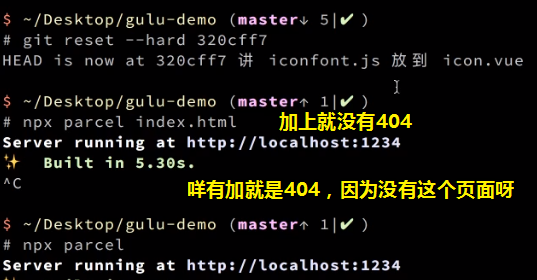 $ ~/Desktop/gulu-demo (master↓ 5|✔)
# git reset --hard 320cff7
HEAD is now at 320cff7 讲 iconfont.js 放到 icon.vue
$ ~/Desktop/gulu-demo (master↑ 1|✔)
# npx parcel index.html 加上就没有404
Server running at http://localhost:1234
✨ Built in 5.30s.
^C
咩有加就是404，因为没有这个页面呀
$ ~/Desktop/gulu-demo (master↑ 1|✔)
# npx parcel
Server running at http://localhost:1234